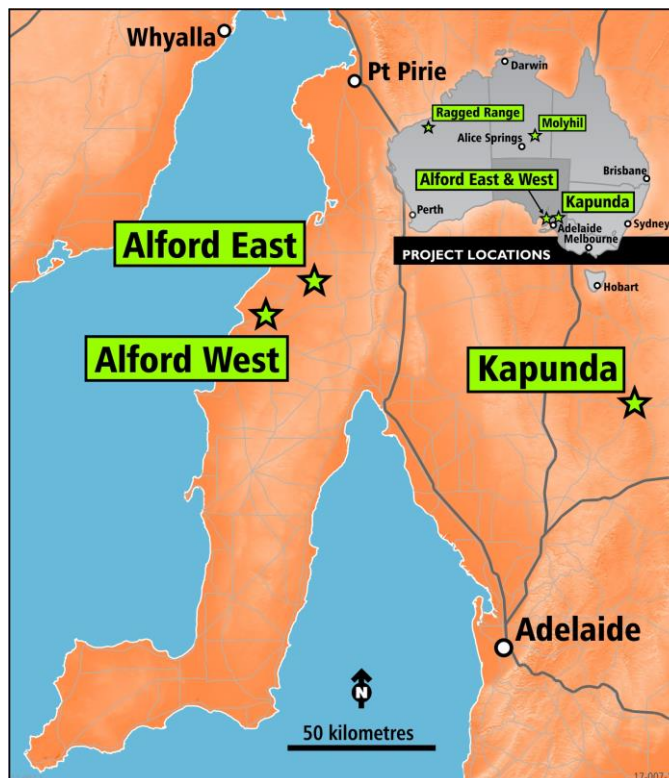 Whyalla
Pt Pirie
Darwin
Ragged Range
Molyhil
Alice Springs
Alford East & West
Brisbane
Kapunda
Perth
Adelaide
Sydney
Melbourne
PROJECT LOCATIONS
Hobart
Alford East
Alford West
Kapunda
Adelaide
N
50 kilometres